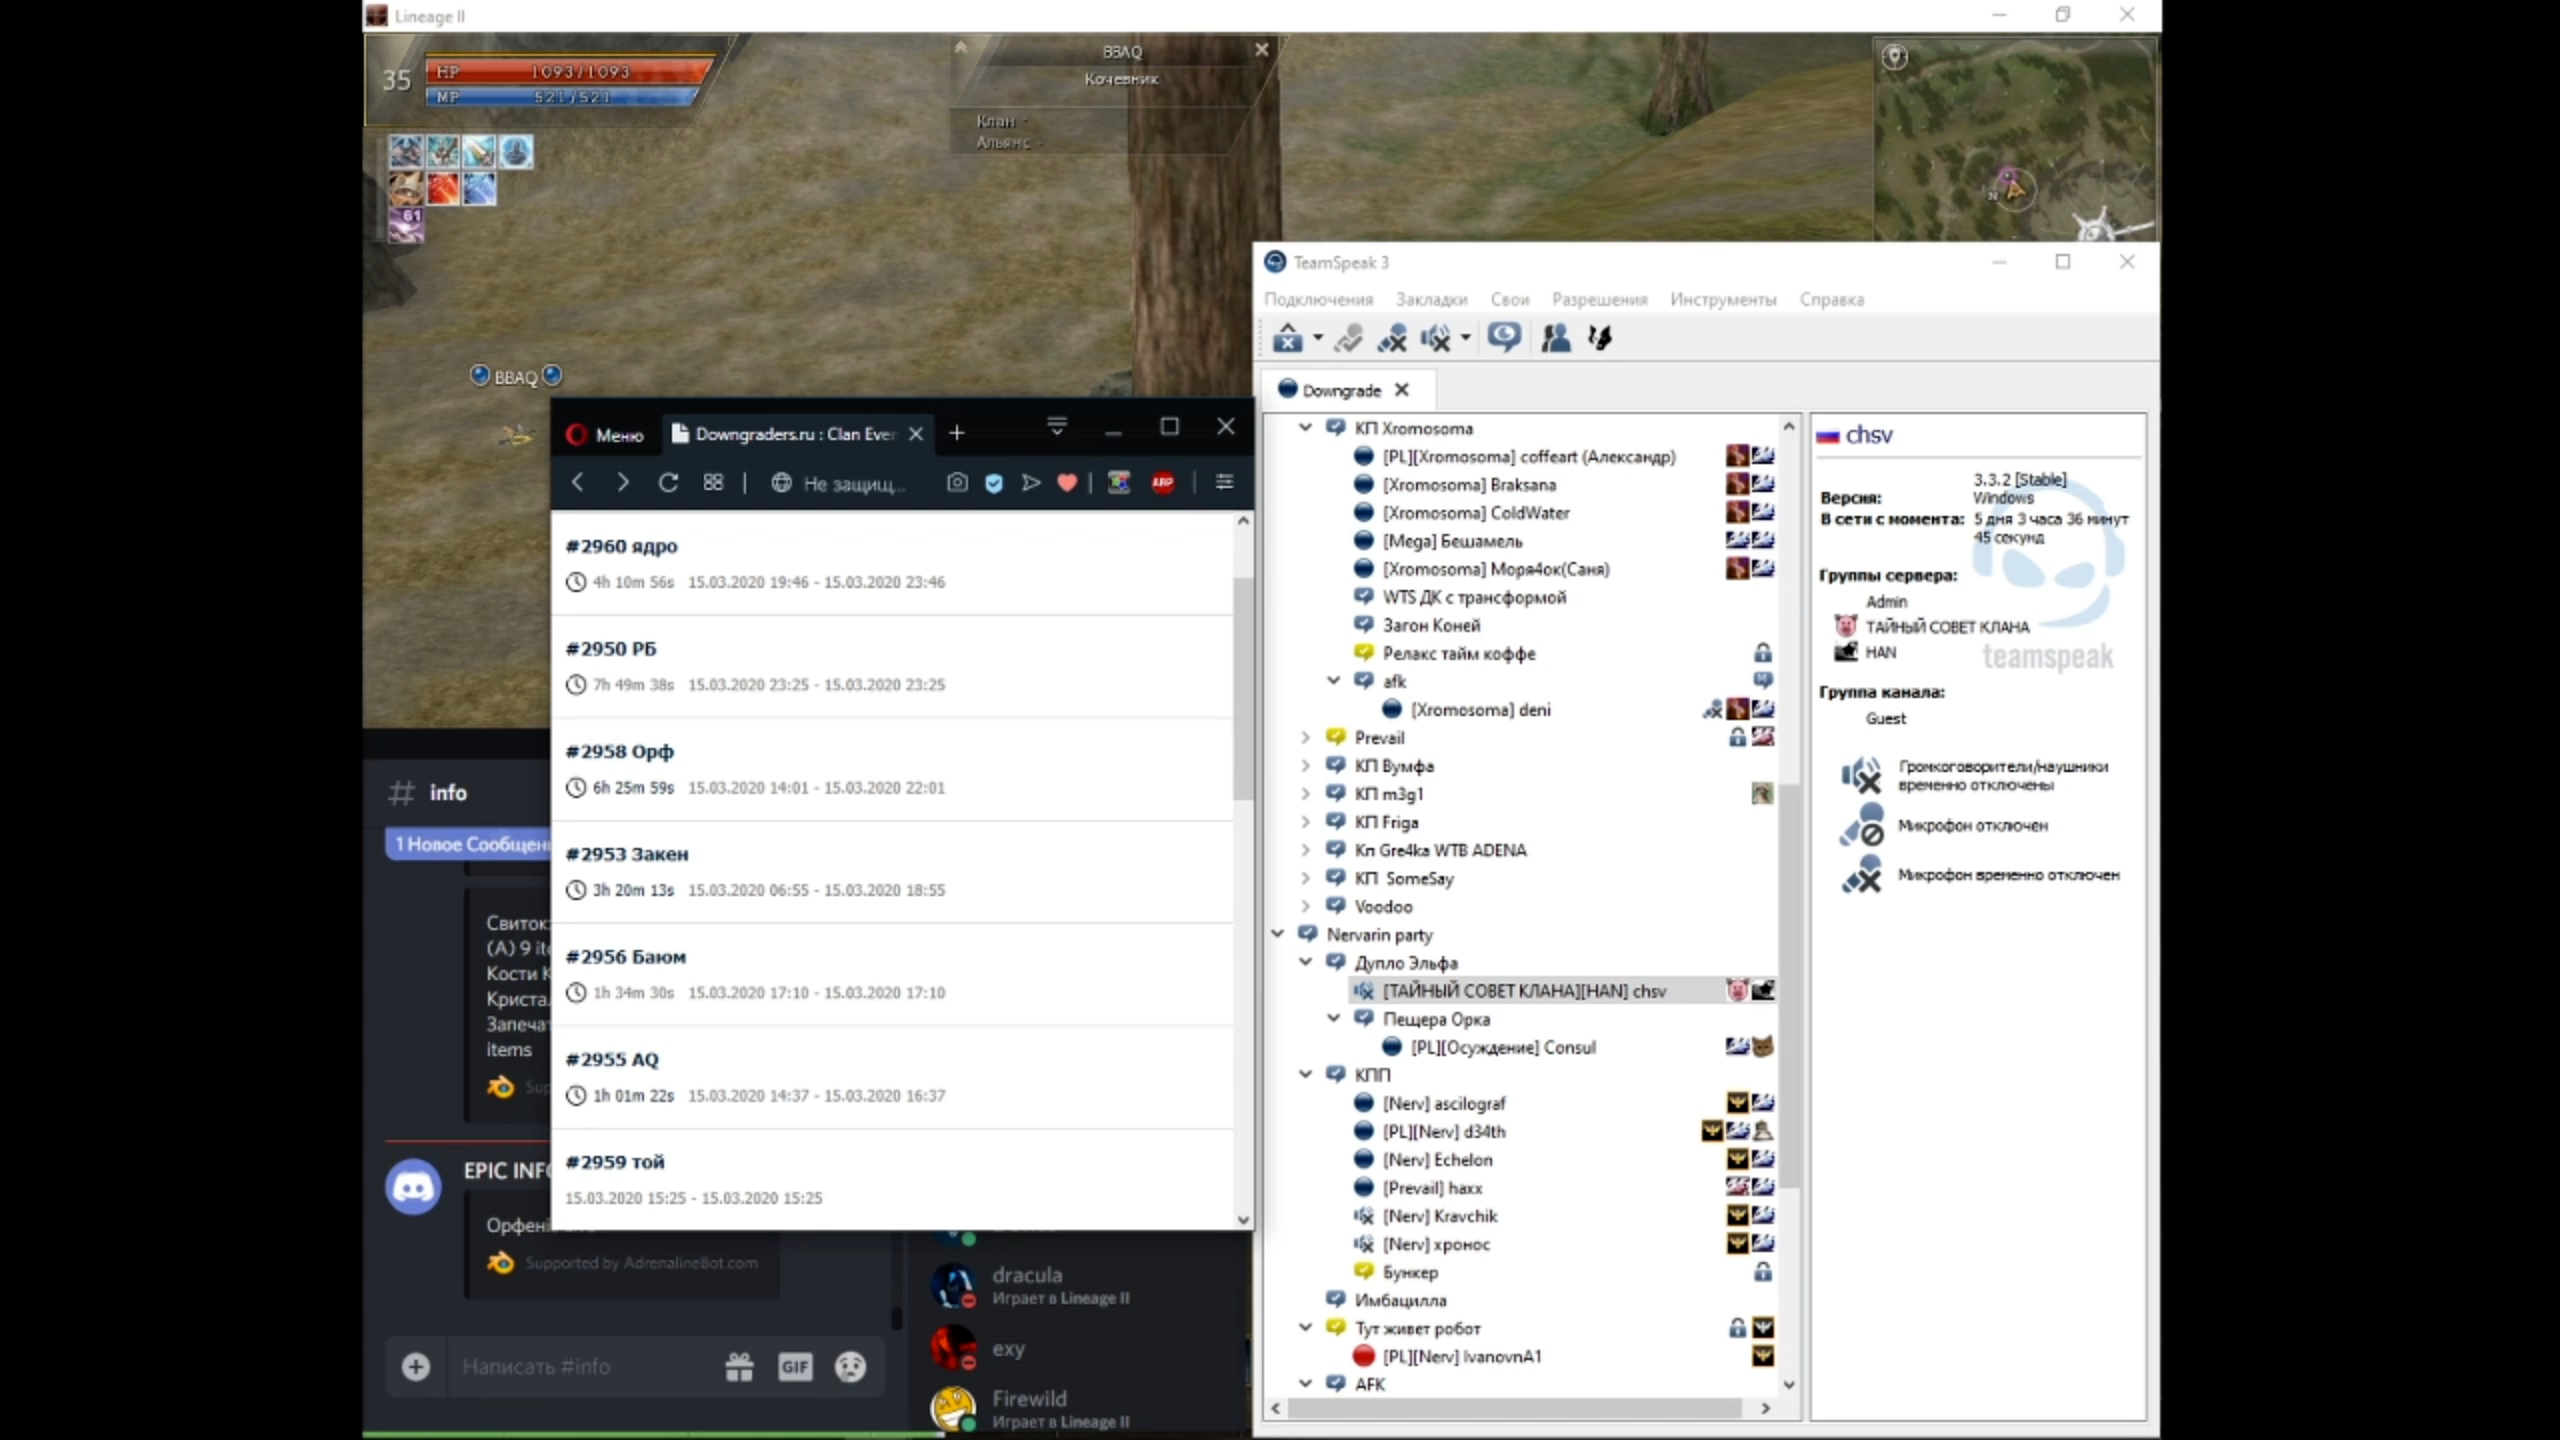 Lineage II
35
HP 1093/1093
MP 521/521
61
BBAQ
Кочевник
Клан -
Альянс -
BBAQ
Меню
Downgraders.ru : Clan Even
Не защищ...
ABP
#2960 ядро
4h 10m 56s 15.03.2020 19:46 - 15.03.2020 23:46
#2950 РБ
7h 49m 38s 15.03.2020 23:25 - 15.03.2020 23:25
#2958 Орф
6h 25m 59s 15.03.2020 14:01 - 15.03.2020 22:01
#2953 Закен
3h 20m 13s 15.03.2020 06:55 - 15.03.2020 18:55
#2956 Баюм
1h 34m 30s 15.03.2020 17:10 - 15.03.2020 17:10
#2955 AQ
1h 01m 22s 15.03.2020 14:37 - 15.03.2020 16:37
#2959 той
15.03.2020 15:25 - 15.03.2020 15:25
# info
1 Новое Сообщен
Свиток:
(A) 9 ite
Кости К
Криста
Запеча
items
Sup
EPIC INFO
Орфен
Supported by AdrenalineBot.com
Написать #info
GIF
dracula
Играет в Lineage II
exy
Firewild
Играет в Lineage II
TeamSpeak 3
Подключения Закладки Свои Разрешения Инструменты Справка
Downgrade
КП Xromosoma
[PL][Xromosoma] coffeart (Александр)
[Xromosoma] Braksana
[Xromosoma] ColdWater
[Mega] Бешамель
[Xromosoma] Моря4ок(Саня)
WTS ДК с трансформой
Загон Коней
Релакс тайм коффе
afk
[Xromosoma] deni
Prevail
КП Вумфа
КП m3g1
КП Friga
Кп Gre4ka WTB ADENA
КП SomeSay
Voodoo
Nervarin party
Дупло Эльфа
[ТАЙНЫЙ СОВЕТ КЛАНА][HAN] chsv
Пещера Орка
[PL][Осуждение] Consul
КПП
[Nerv] ascilograf
[PL][Nerv] d34th
[Nerv] Echelon
[Prevail] haxx
[Nerv] Kravchik
[Nerv] хронос
Бункер
Имбацилла
Тут живет робот
[PL][Nerv] IvanovnA1
AFK
chsv
Версия: 3.3.2 [Stable]
Windows
В сети с момента: 5 дня 3 часа 36 минут
45 секунд
Группы сервера:
Admin
ТАЙНЫЙ СОВЕТ КЛАНА
HAN
teamspeak
Группа канала:
Guest
Громкоговорители/наушники
временно отключены
Микрофон отключен
Микрофон временно отключен